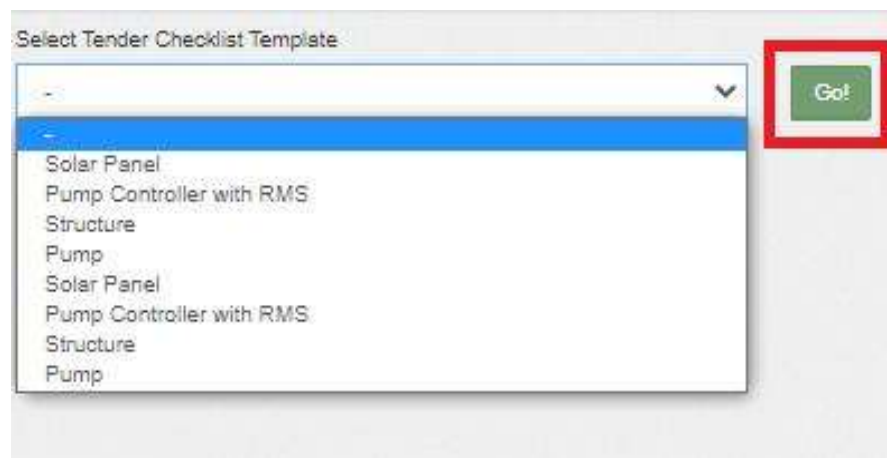 Select Tender Checklist Template
-
Go!
-
Solar Panel
Pump Controller with RMS
Structure
Pump
Solar Panel
Pump Controller with RMS
Structure
Pump